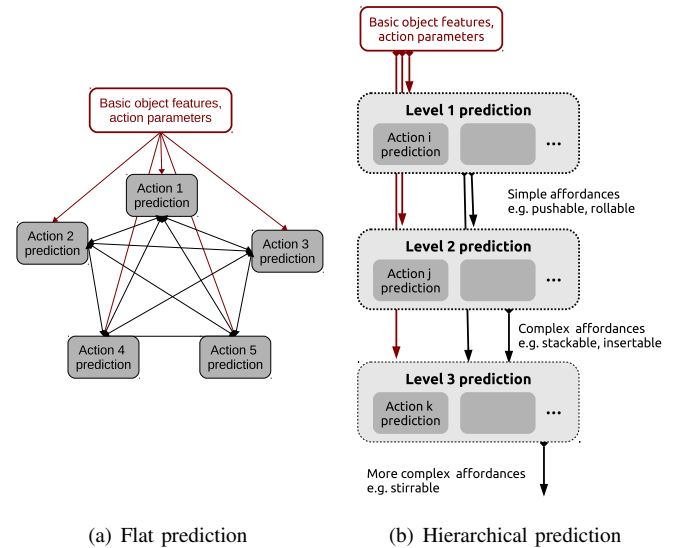 Basic object features,
action parameters
Action 1
prediction
Action 2
prediction
Action 3
prediction
Action 4
prediction
Action 5
prediction
(a) Flat prediction
Basic object features,
action parameters
Level 1 prediction
Action i
prediction
...
Simple affordances
e.g. pushable, rollable
Level 2 prediction
Action j
prediction
...
Complex affordances
e.g. stackable, insertable
Level 3 prediction
Action k
prediction
...
More complex affordances
e.g. stirrable
(b) Hierarchical prediction